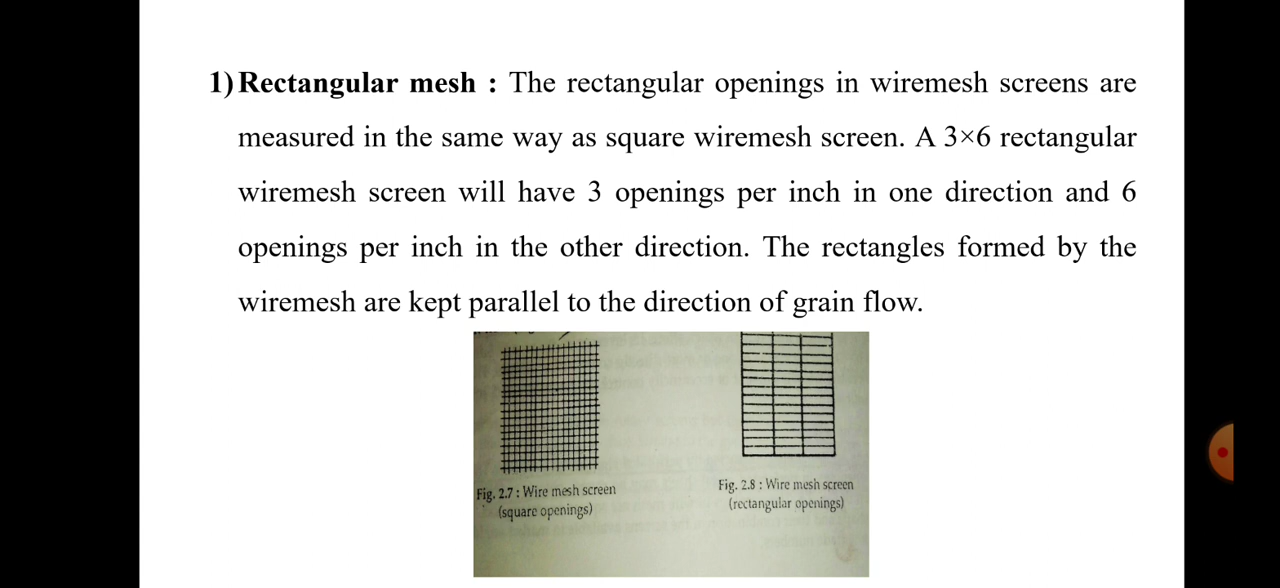 1) Rectangular mesh : The rectangular openings in wiremesh screens are
measured in the same way as square wiremesh screen. A 3×6 rectangular
wiremesh screen will have 3 openings per inch in one direction and 6
openings per inch in the other direction. The rectangles formed by the
wiremesh are kept parallel to the direction of grain flow.
Fig. 2.7 : Wire mesh screen
(square openings)
Fig. 2.8 : Wire mesh screen
(rectangular openings)